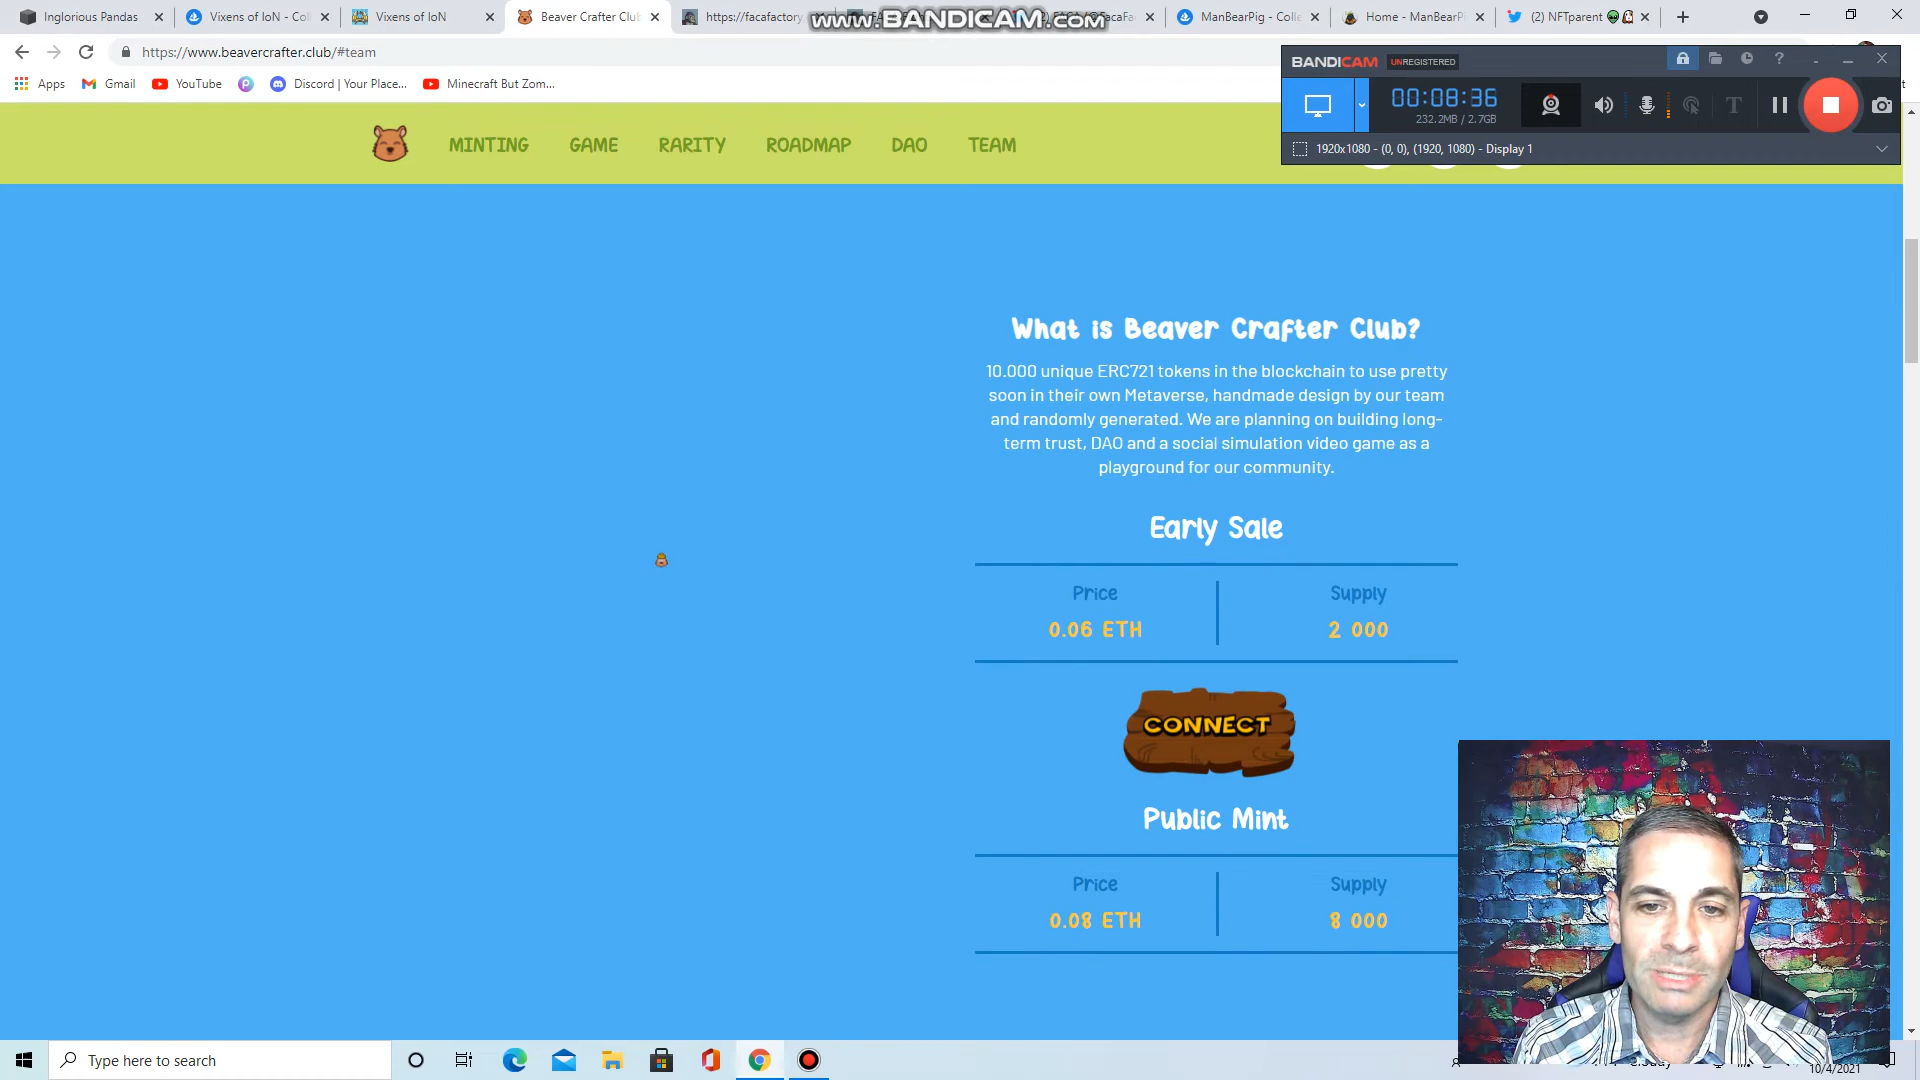 Inglorious Pandas
Vixens of IoN - Coll
Vixens of IoN
Beaver Crafter Club
https://facafactory
www.BANDICAM.com
ManBearPig - Colle
Home - ManBearPi
(2) NFTparent
https://www.beavercrafter.club/#team
Apps
Gmail
YouTube
Discord | Your Place...
Minecraft But Zom...
BANDICAM UNREGISTERED
00:08:36
232.2MB / 2.7GB
1920x1080 - (0, 0), (1920, 1080) - Display 1
MINTING
GAME
RARITY
ROADMAP
DAO
TEAM
What is Beaver Crafter Club?
10.000 unique ERC721 tokens in the blockchain to use pretty
soon in their own Metaverse, handmade design by our team
and randomly generated. We are planning on building long-
term trust, DAO and a social simulation video game as a
playground for our community.
Early Sale
Price
Supply
0.06 ETH
2 000
CONNECT
Public Mint
Price
Supply
0.08 ETH
8 000
Type here to search
10/4/2021